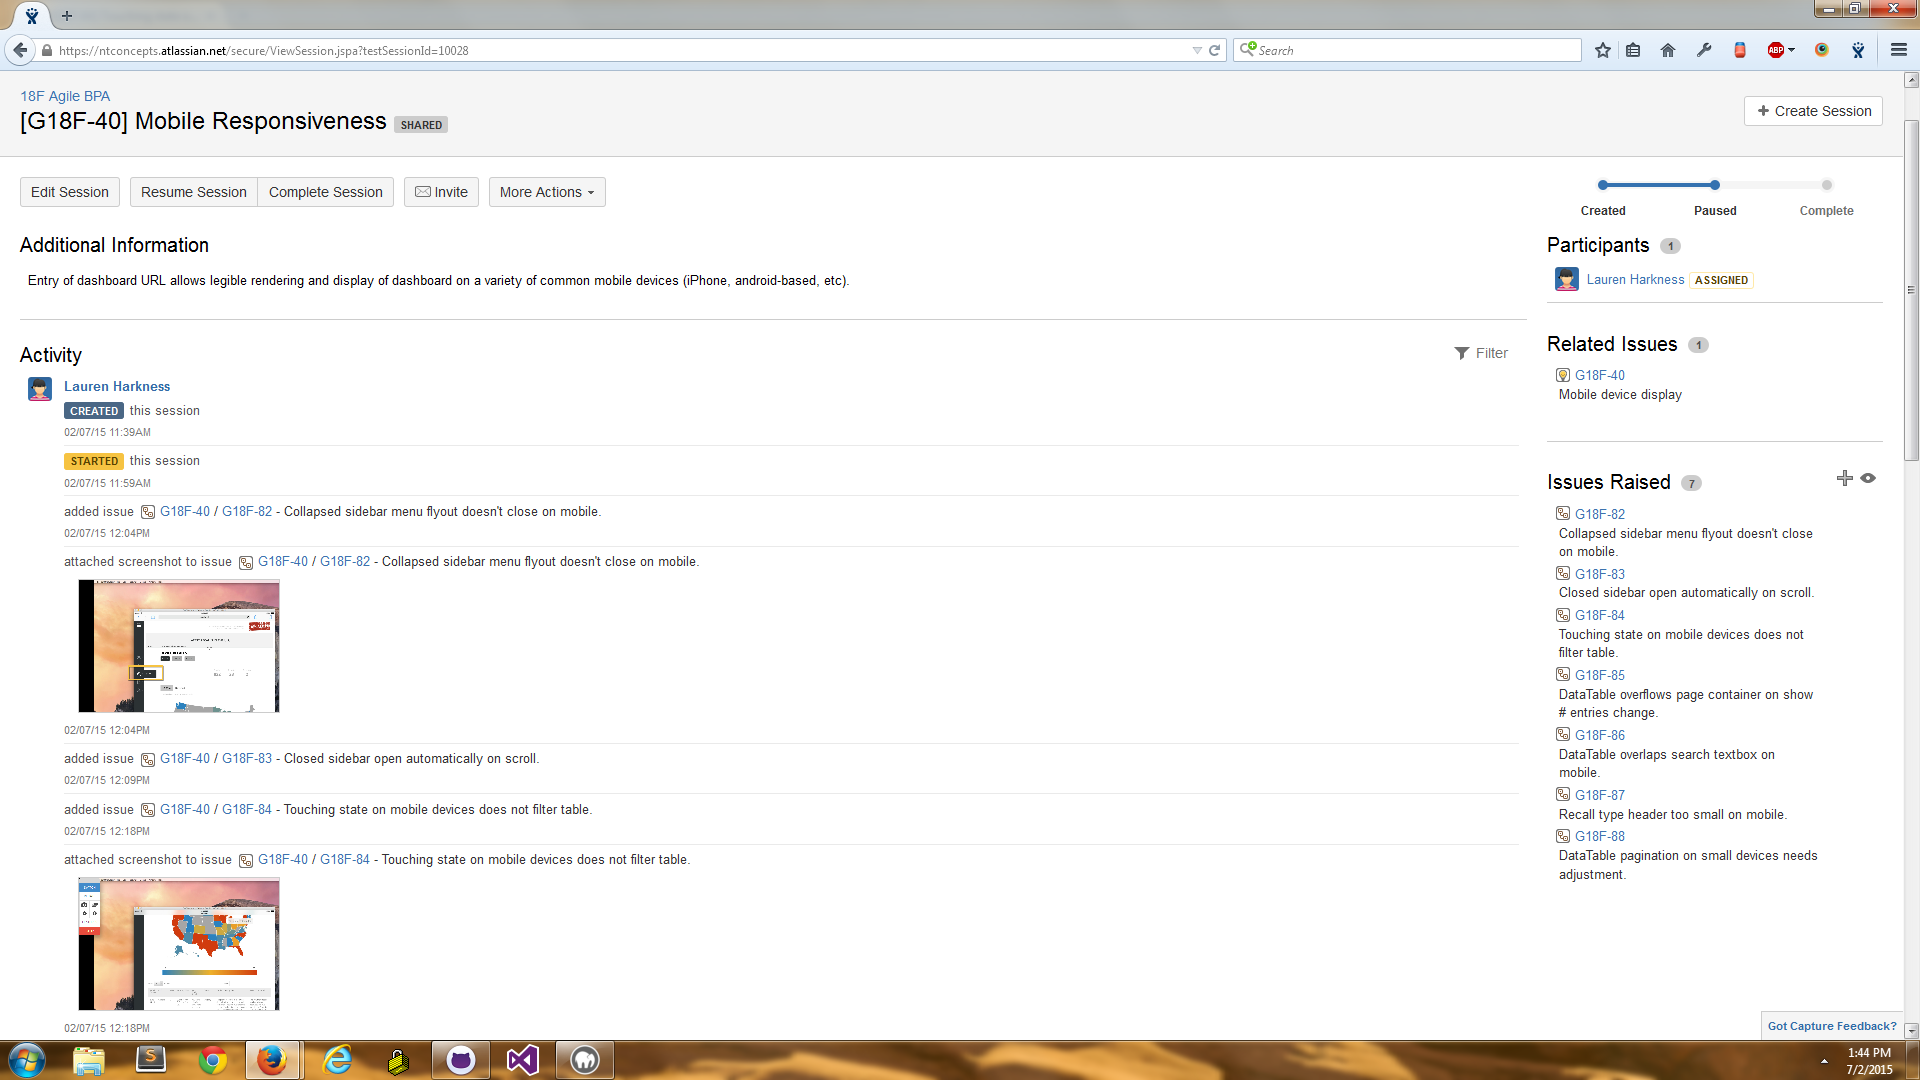 https://ntconcepts.atlassian.net/secure/ViewSession.jspa?testSessionId=10028
Search
ABP
18F Agile BPA
[G18F-40] Mobile Responsiveness SHARED
Create Session
Edit Session
Resume Session
Complete Session
Invite
More Actions
Created
Paused
Complete
Additional Information
Entry of dashboard URL allows legible rendering and display of dashboard on a variety of common mobile devices (iPhone, android-based, etc).
Participants 1
Lauren Harkness ASSIGNED
Related Issues 1
G18F-40
Mobile device display
Activity
Filter
Lauren Harkness
CREATED this session
02/07/15 11:39AM
STARTED this session
02/07/15 11:59AM
added issue G18F-40 / G18F-82 - Collapsed sidebar menu flyout doesn't close on mobile.
02/07/15 12:04PM
attached screenshot to issue G18F-40 / G18F-82 - Collapsed sidebar menu flyout doesn't close on mobile.
02/07/15 12:04PM
added issue G18F-40 / G18F-83 - Closed sidebar open automatically on scroll.
02/07/15 12:09PM
added issue G18F-40 / G18F-84 - Touching state on mobile devices does not filter table.
02/07/15 12:18PM
attached screenshot to issue G18F-40 / G18F-84 - Touching state on mobile devices does not filter table.
02/07/15 12:18PM
Issues Raised 7
G18F-82
Collapsed sidebar menu flyout doesn't close
on mobile.
G18F-83
Closed sidebar open automatically on scroll.
G18F-84
Touching state on mobile devices does not
filter table.
G18F-85
DataTable overflows page container on show
# entries change.
G18F-86
DataTable overlaps search textbox on
mobile.
G18F-87
Recall type header too small on mobile.
G18F-88
DataTable pagination on small devices needs
adjustment.
Got Capture Feedback?
1:44 PM
7/2/2015